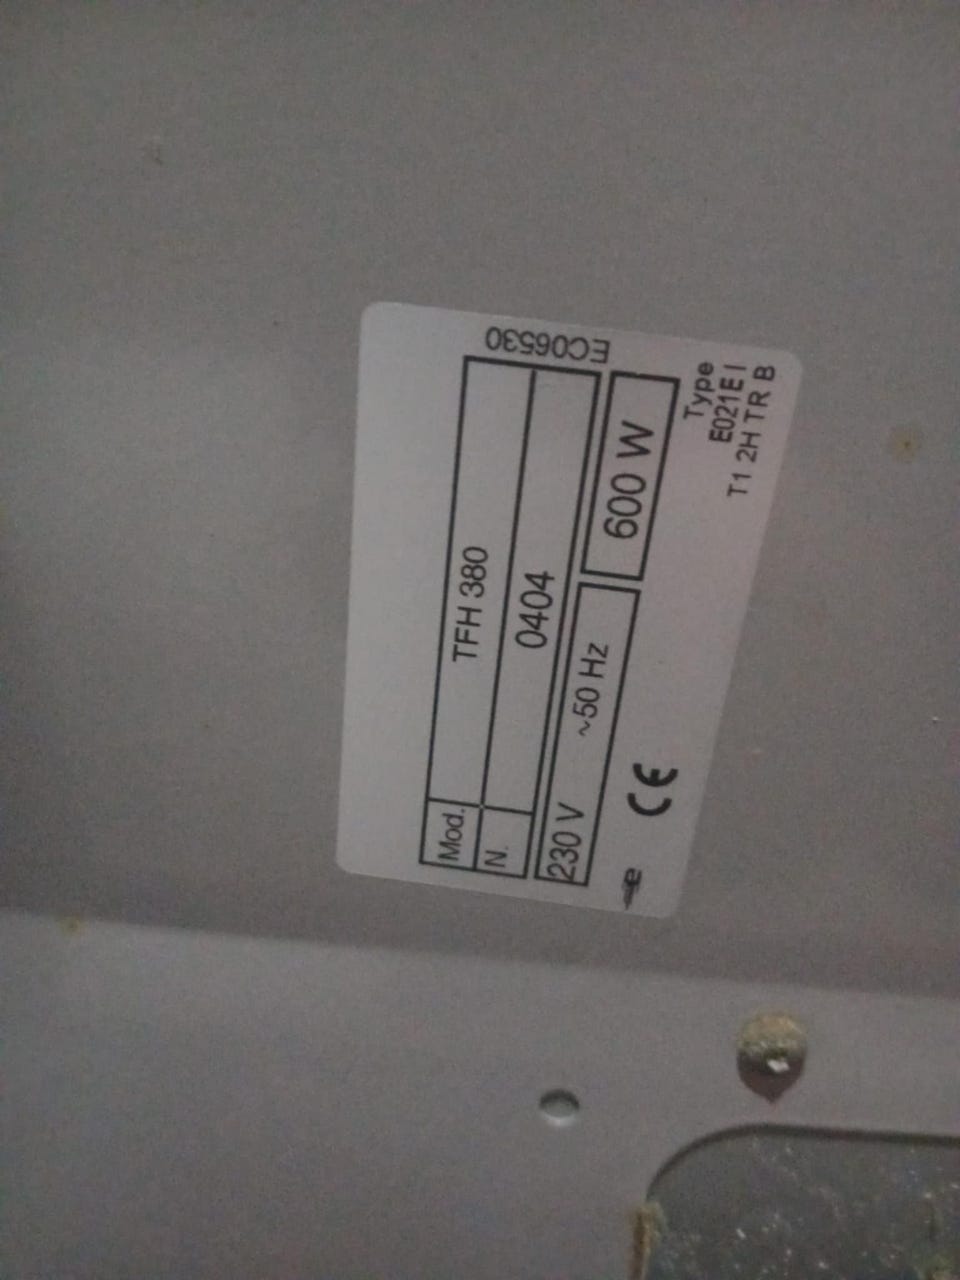 Mod. TFH 380
N. 0404
EC06530
230 V ~50 Hz 600 W
CE
Type
E021E I
T1 2H TR B